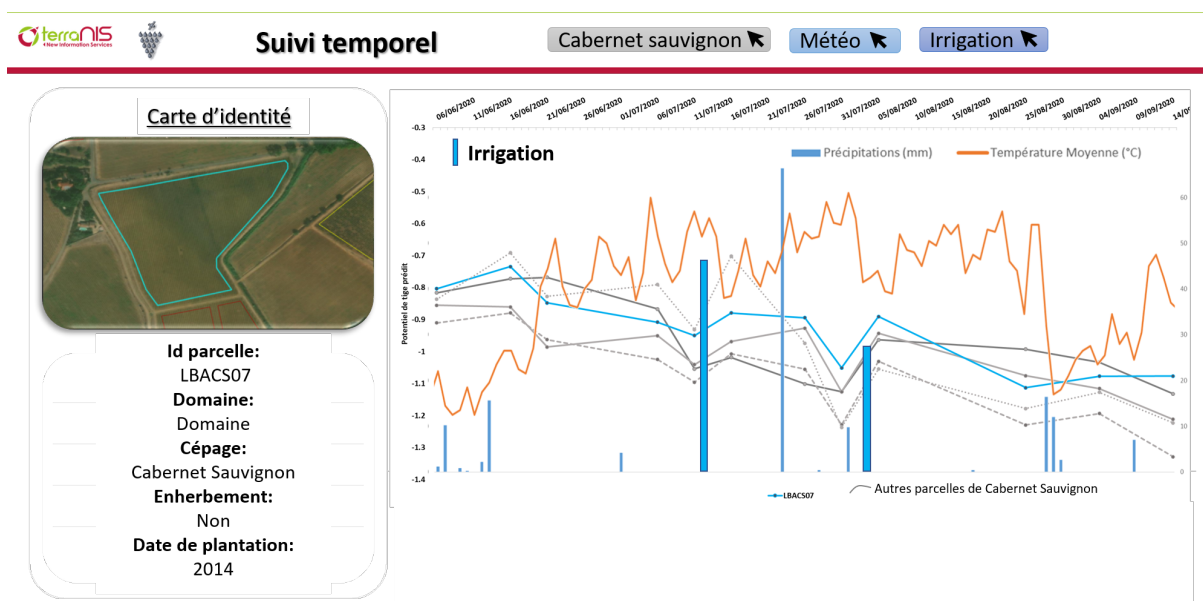 terraNIS
New Information Services
Suivi temporel
Cabernet sauvignon
Météo
Irrigation
Carte d'identité
Id parcelle:
LBACS07
Domaine:
Domaine
Cépage:
Cabernet Sauvignon
Enherbement:
Non
Date de plantation:
2014
06/06/2020
11/06/2020
16/06/2020
21/06/2020
26/06/2020
01/07/2020
06/07/2020
11/07/2020
16/07/2020
21/07/2020
26/07/2020
31/07/2020
05/08/2020
10/08/2020
15/08/2020
20/08/2020
25/08/2020
30/08/2020
04/09/2020
09/09/2020
Irrigation
Précipitations (mm)
Température Moyenne (°C)
Potentiel de tige prédit
-0.3
-0.4
-0.5
-0.6
-0.7
-0.8
-0.9
-1
-1.1
-1.2
-1.3
-1.4
60
50
40
30
20
10
0
LBACS07
Autres parcelles de Cabernet Sauvignon